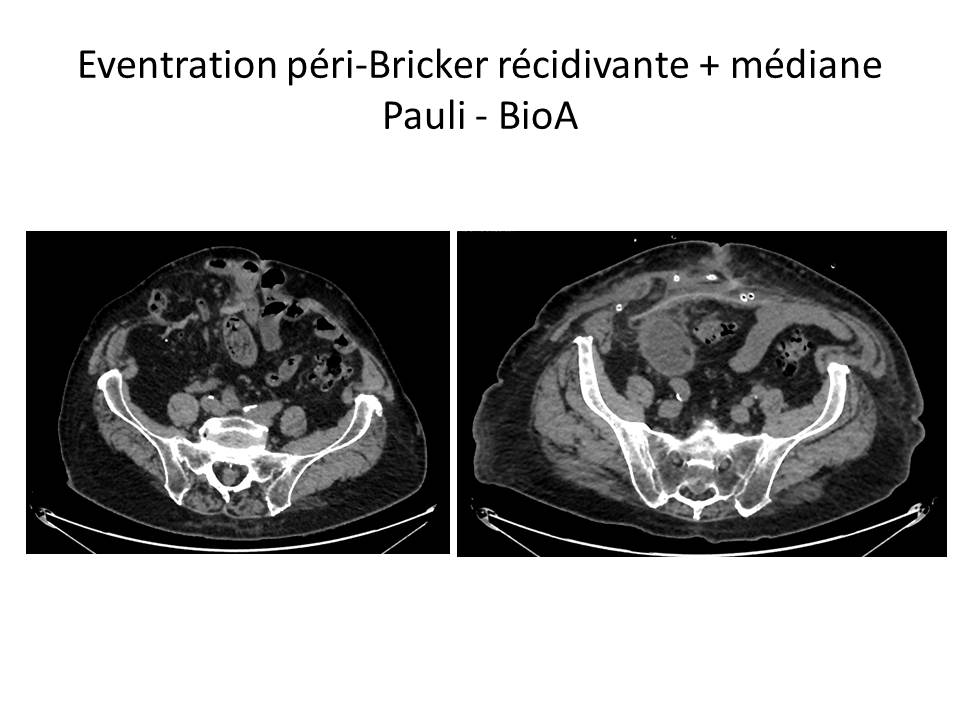 Eventration péri-Bricker récidivante + médiane
Pauli - BioA